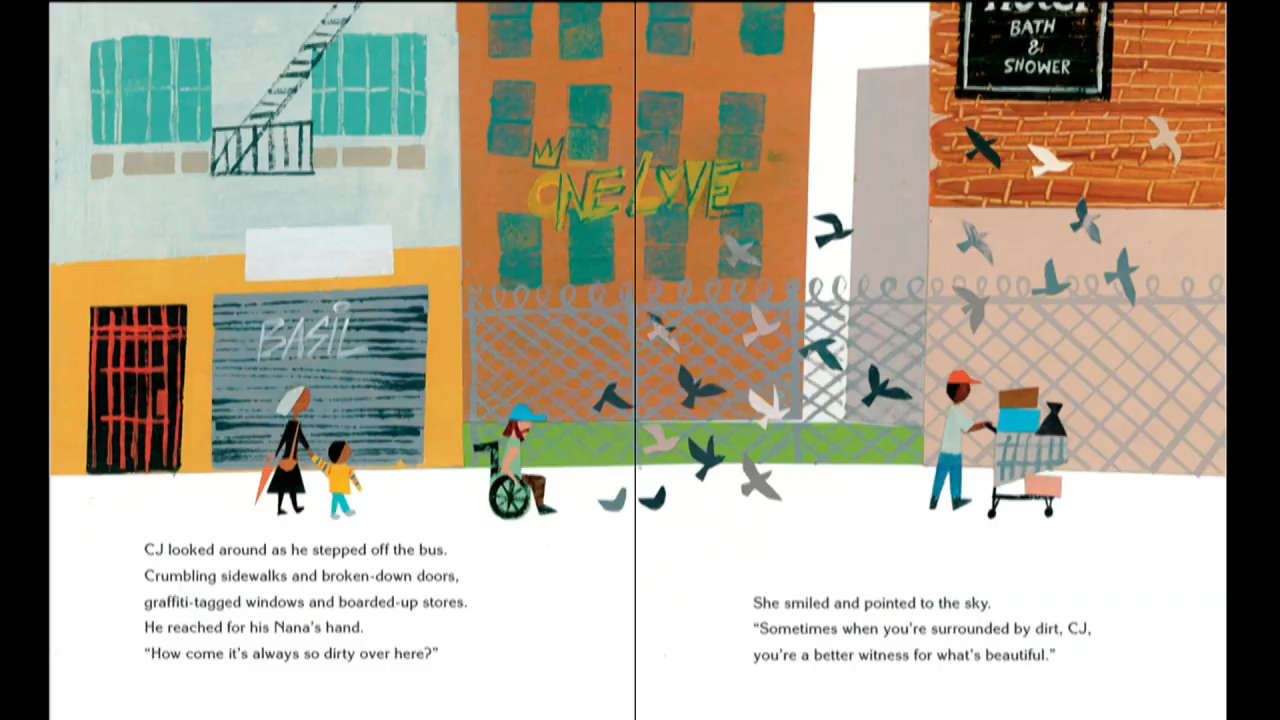 Hotel
BATH
&
SHOWER
ONE LOVE
BASIL
CJ looked around as he stepped off the bus.
Crumbling sidewalks and broken-down doors,
graffiti-tagged windows and boarded-up stores.
He reached for his Nana's hand.
“How come it's always so dirty over here?”
She smiled and pointed to the sky.
“Sometimes when you're surrounded by dirt, CJ,
you're a better witness for what's beautiful.”